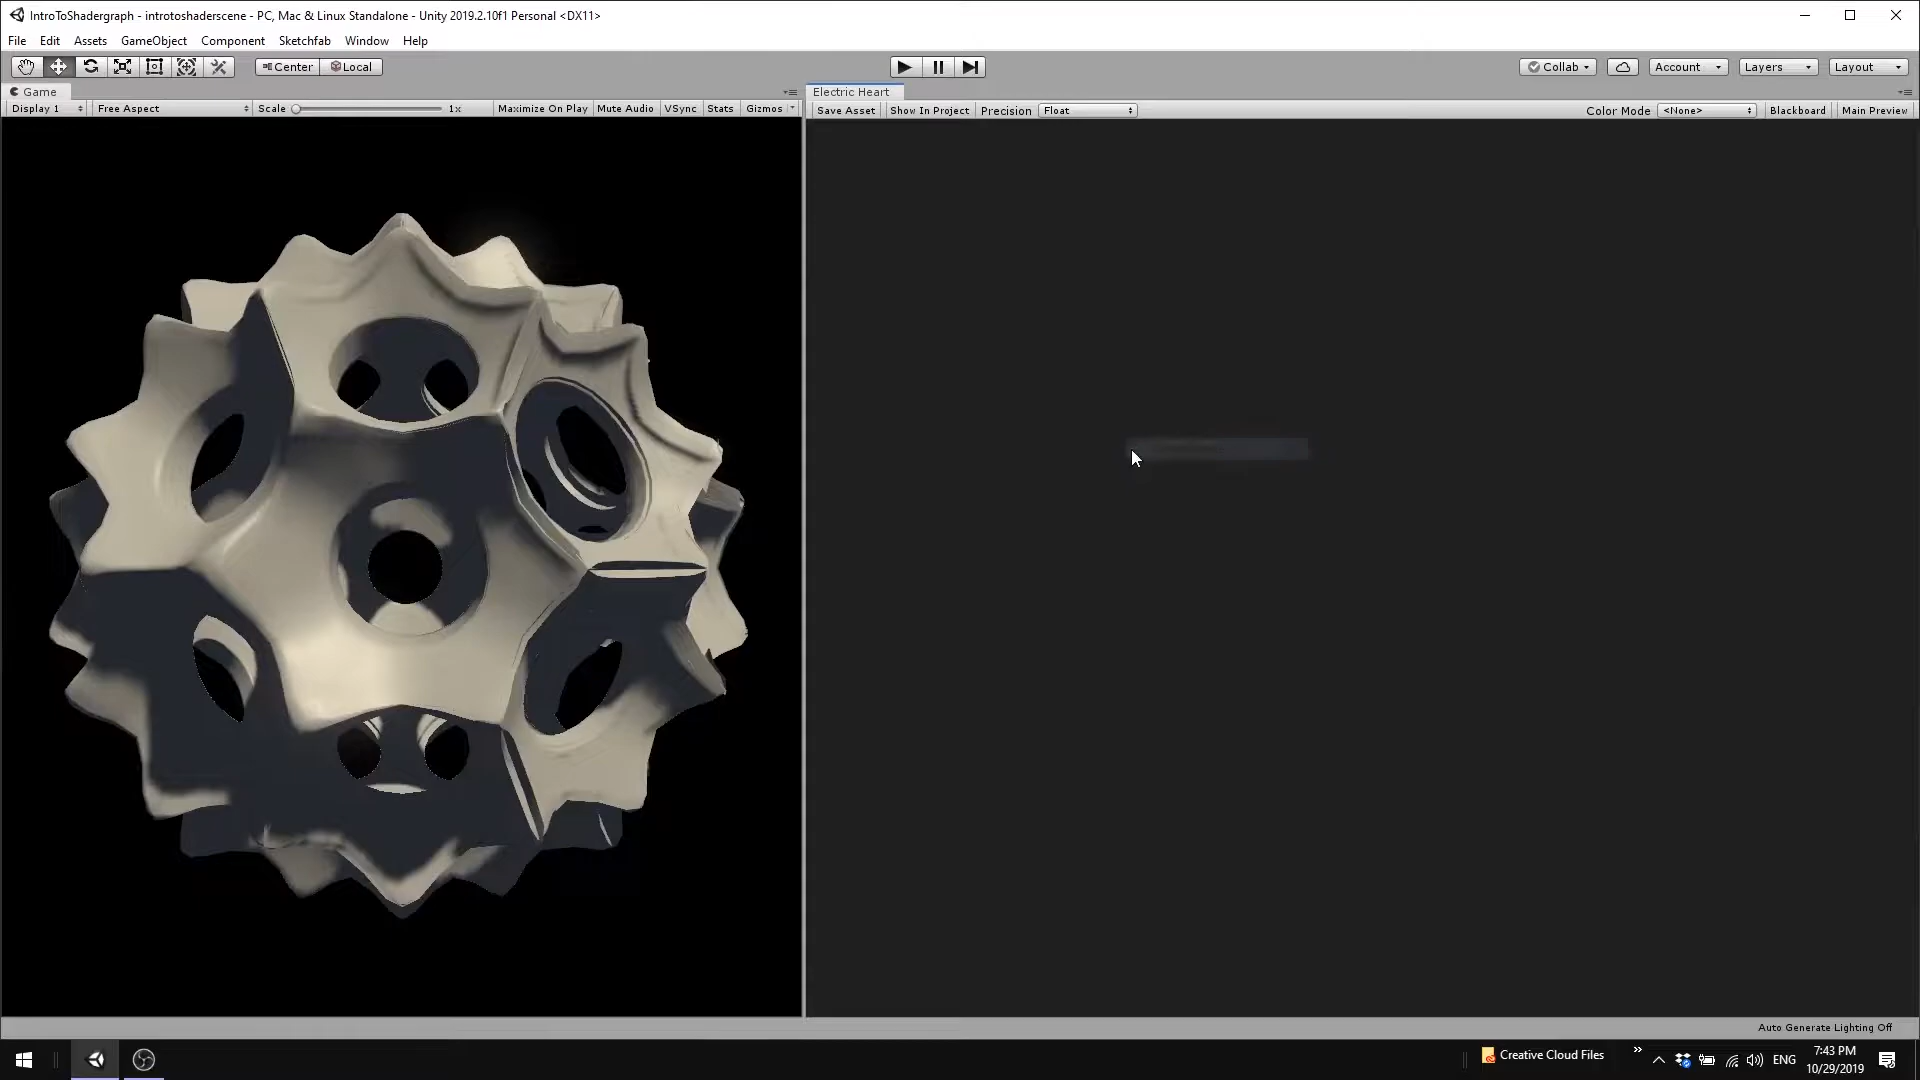 IntroToShadergraph - introtoshaderscene - PC, Mac & Linux Standalone - Unity 2019.2.10f1 Personal <DX11>
File Edit Assets GameObject Component Sketchfab Window Help
Center Local Collab Account Layers Layout
Game Electric Heart
Display 1 Free Aspect Scale 1x Maximize On Play Mute Audio VSync Stats Gizmos Save Asset Show In Project Precision Float Color Mode <None> Blackboard Main Preview
Auto Generate Lighting Off
Creative Cloud Files » ENG 7:43 PM
10/29/2019